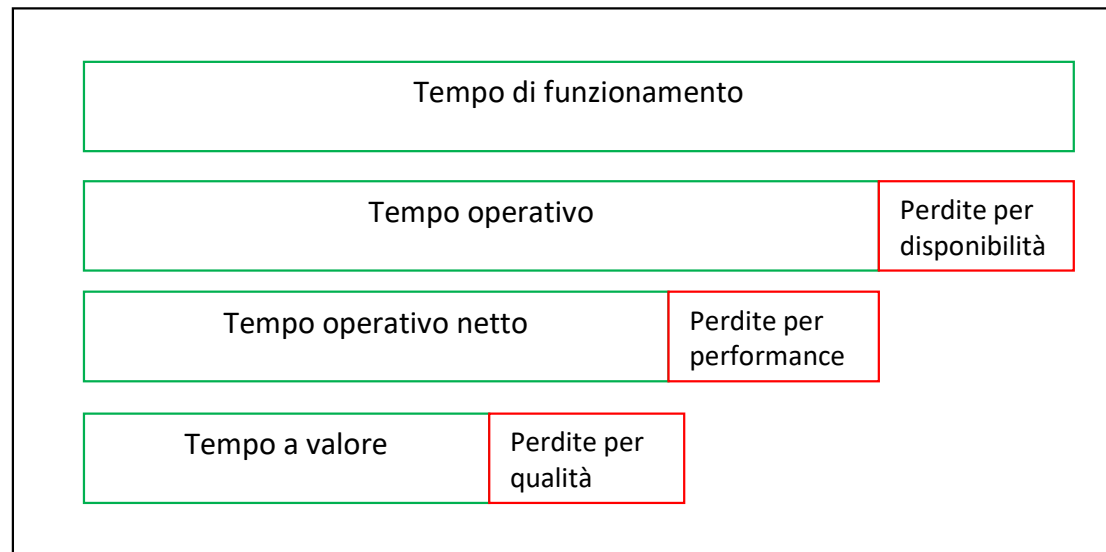 Tempo di funzionamento
Tempo operativo
Perdite per
disponibilità
Tempo operativo netto
Perdite per
performance
Tempo a valore
Perdite per
qualità